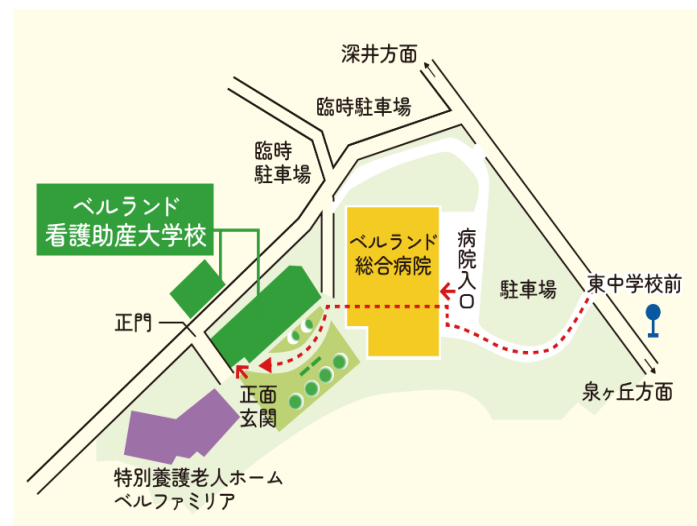 深井方面
臨時駐車場
臨時
駐車場
ベルランド
看護助産大学校
ベルランド
総合病院
病院入口
駐車場
東中学校前
正門
泉ヶ丘方面
正面
玄関
特別養護老人ホーム
ベルファミリア